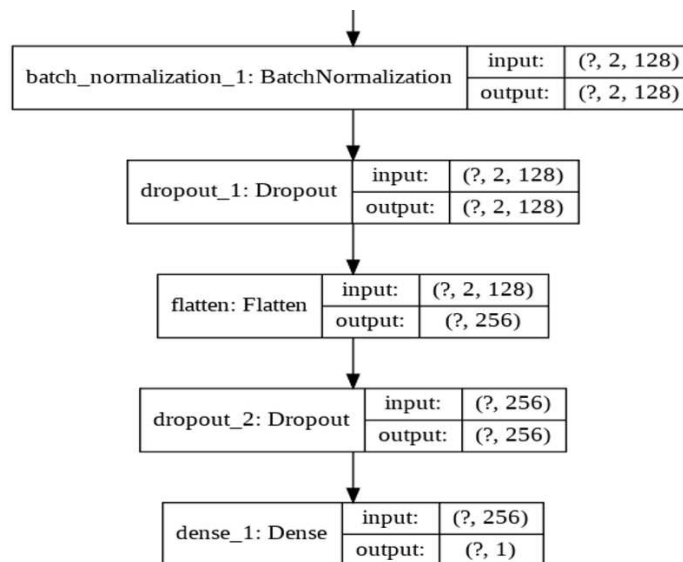 batch_normalization_1: BatchNormalization input: (?, 2, 128)
output: (?, 2, 128)
dropout_1: Dropout input: (?, 2, 128)
output: (?, 2, 128)
flatten: Flatten input: (?, 2, 128)
output: (?, 256)
dropout_2: Dropout input: (?, 256)
output: (?, 256)
dense_1: Dense input: (?, 256)
output: (?, 1)